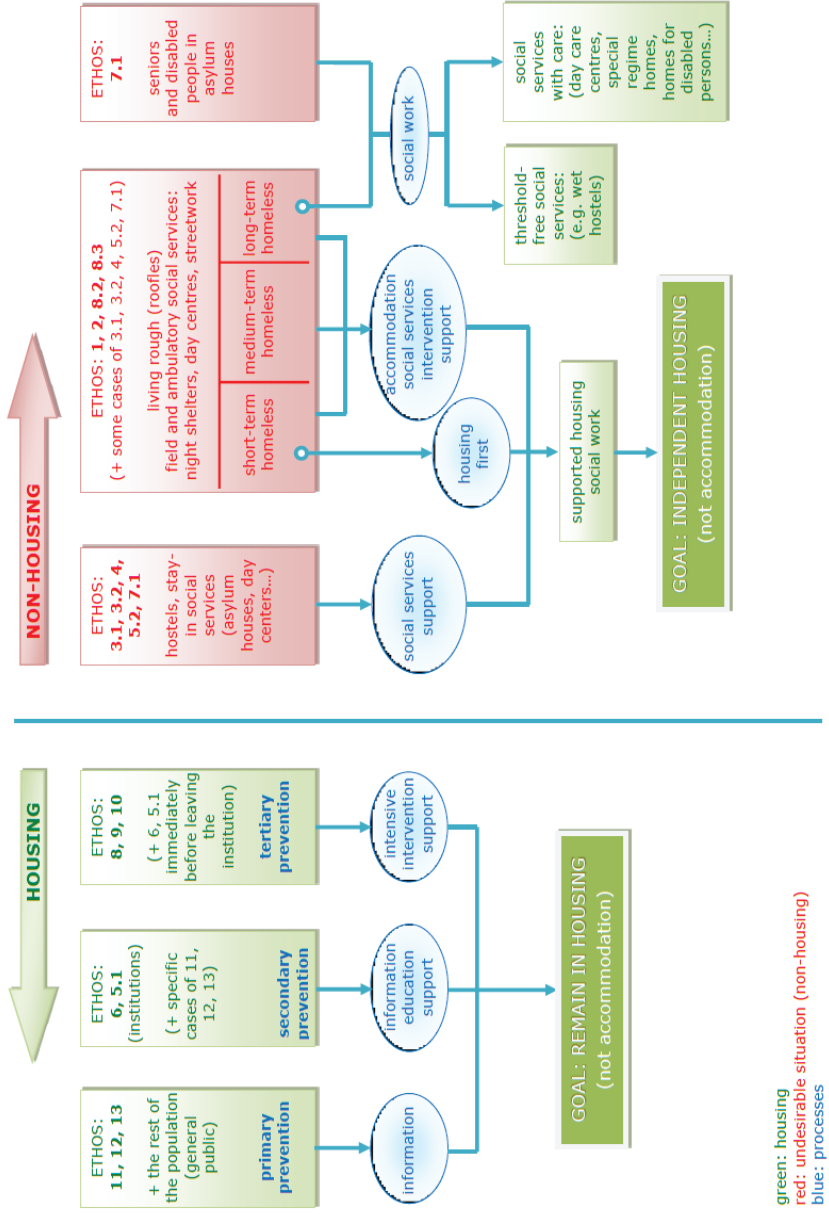 HOUSING
NON-HOUSING
ETHOS:
11, 12, 13
+ the rest of
the population
(general
public)
primary
prevention
ETHOS:
6, 5.1
(institutions)
(+ specific
cases of 11,
12, 13)
secondary
prevention
ETHOS:
8, 9, 10
(+ 6, 5.1
immediately
before leaving
the
institution)
tertiary
prevention
information
information
education
support
intensive
intervention
support
GOAL: REMAIN IN HOUSING
(not accommodation)
ETHOS:
3.1, 3.2, 4,
5.2, 7.1
hostels, stay-
in social
services
(asylum
houses, day
centers...)
ETHOS: 1, 2, 8.2, 8.3
(+ some cases of 3.1, 3.2, 4, 5.2, 7.1)
living rough (roofles)
field and ambulatory social services:
night shelters, day centres, streetwork
short-term
homeless
medium-term
homeless
long-term
homeless
ETHOS:
7.1
seniors
and disabled
people in
asylum
houses
social services
support
housing
first
accommodation
social services
intervention
support
social work
supported housing
social work
threshold-
free social
services:
(e.g. wet
hostels)
social
services
with care:
(day care
centres,
special
regime
homes,
homes for
disabled
persons...)
GOAL: INDEPENDENT HOUSING
(not accommodation)
green: housing
red: undesirable situation (non-housing)
blue: processes